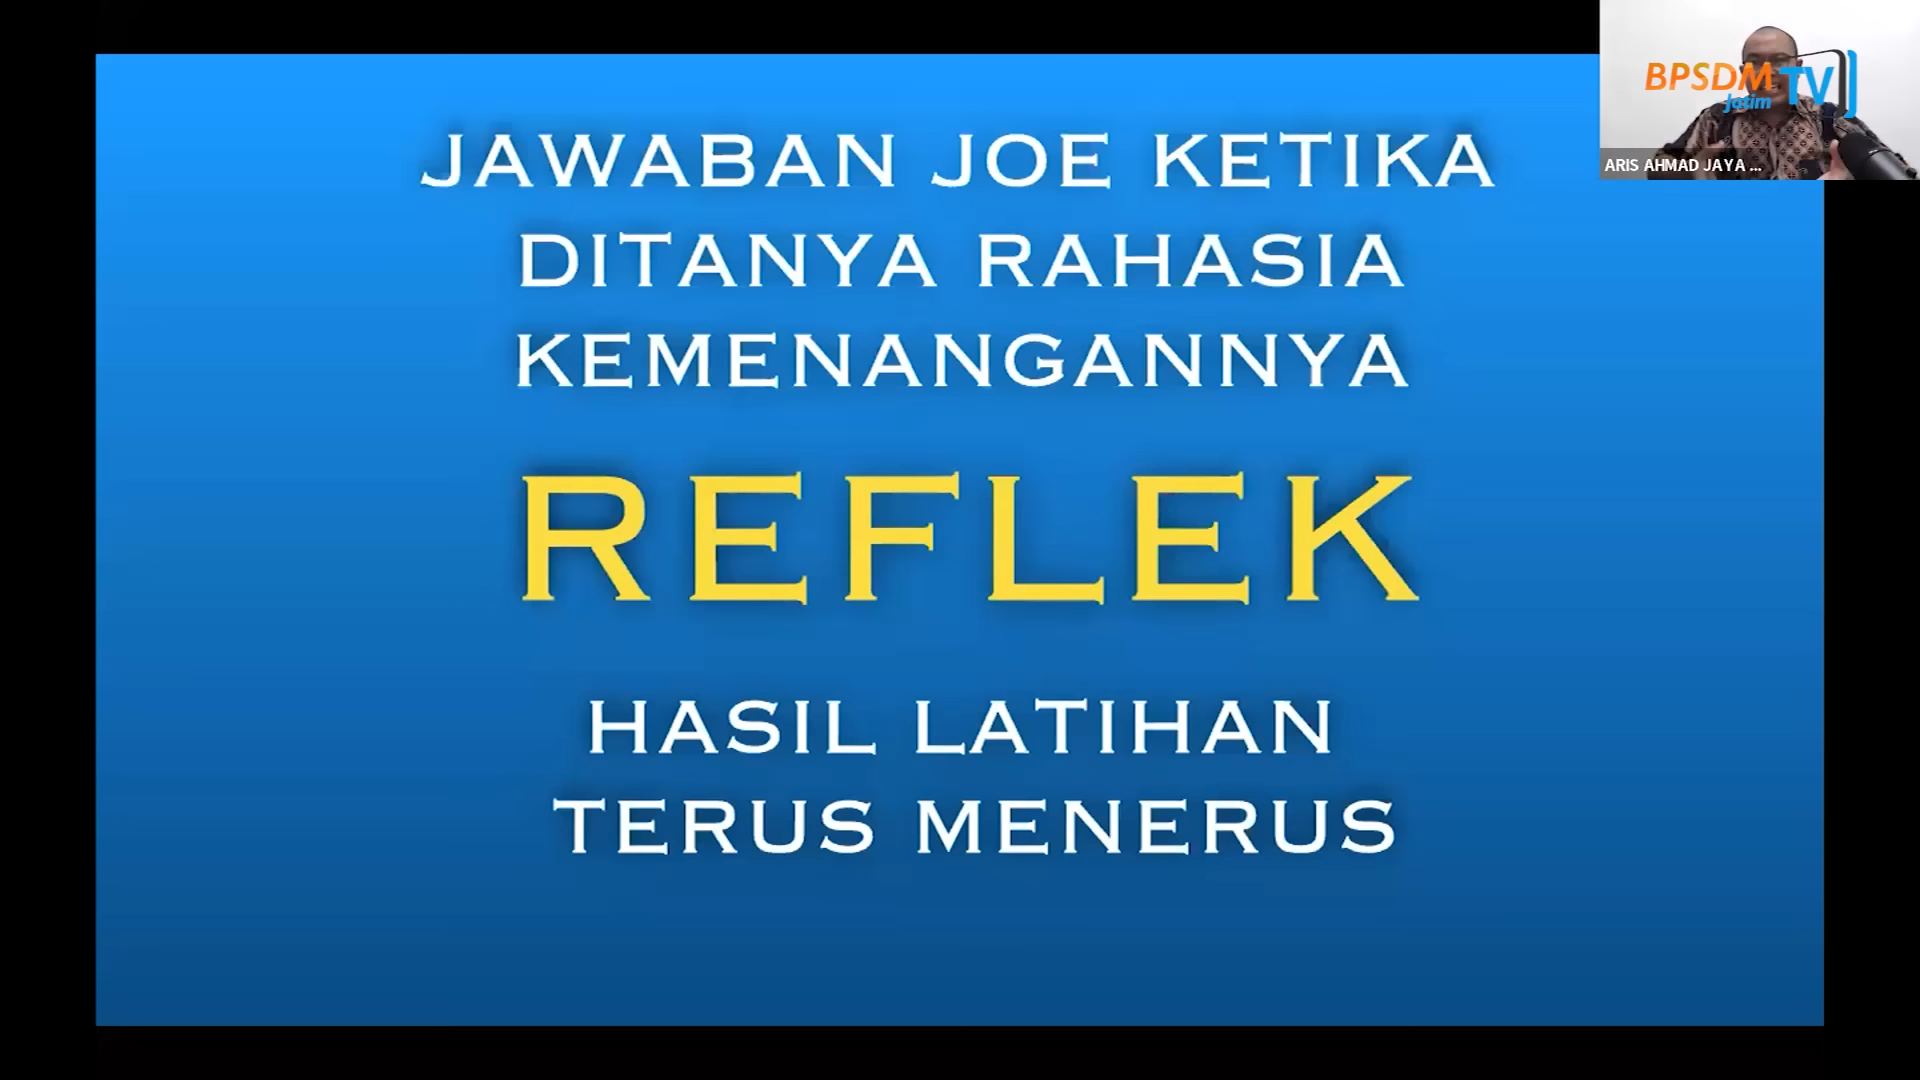 JAWABAN JOE KETIKA
DITANYA RAHASIA
KEMENANGANNYA
REFLEK
HASIL LATIHAN
TERUS MENERUS
BPSDM TV
Jatim
ARIS AHMAD JAYA ...